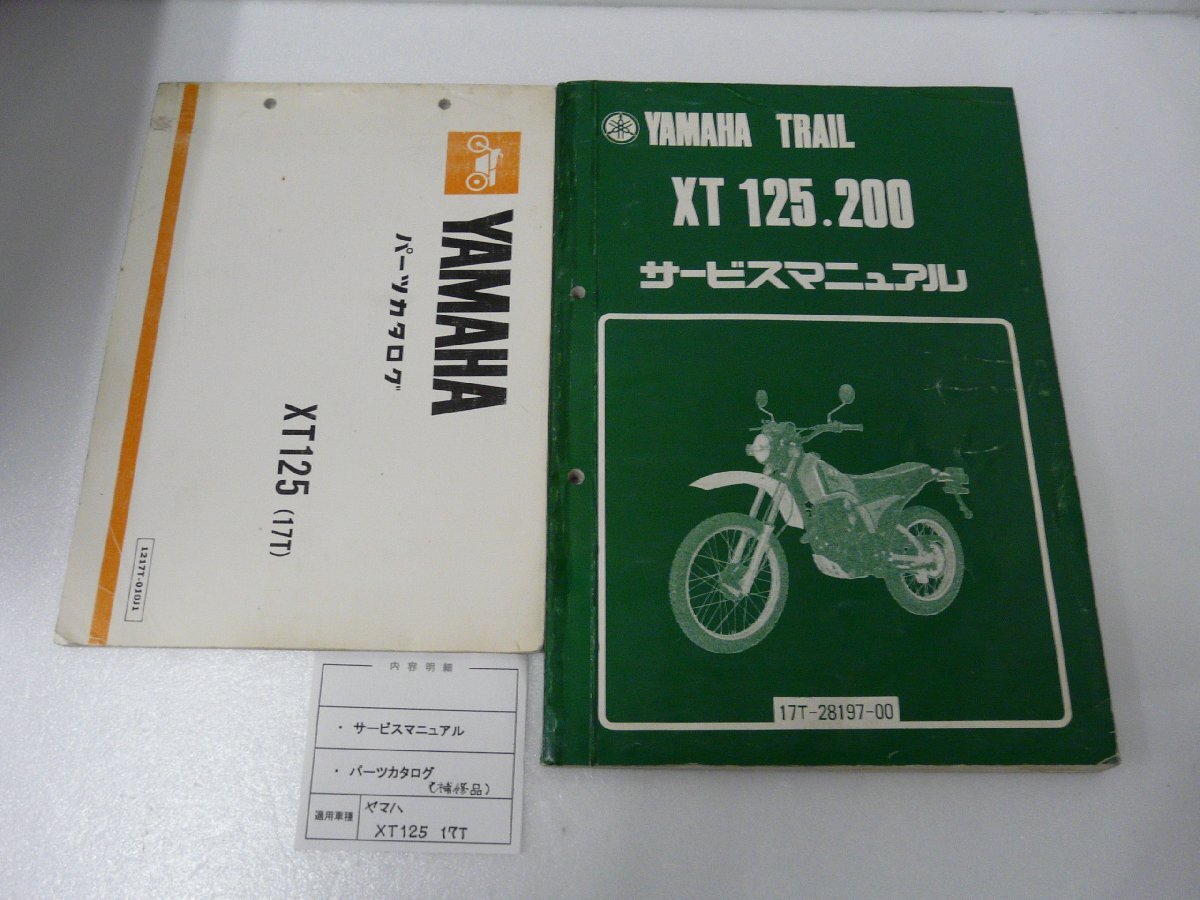 YAMAHA
パーツカタログ
XT125 (17T)
1217T-010J1
YAMAHA TRAIL
XT 125.200
サービスマニュアル
17T-28197-00
内容明細
・ サービスマニュアル
・ パーツカタログ
(補修品)
適用車種
ヤマハ
XT125 17T